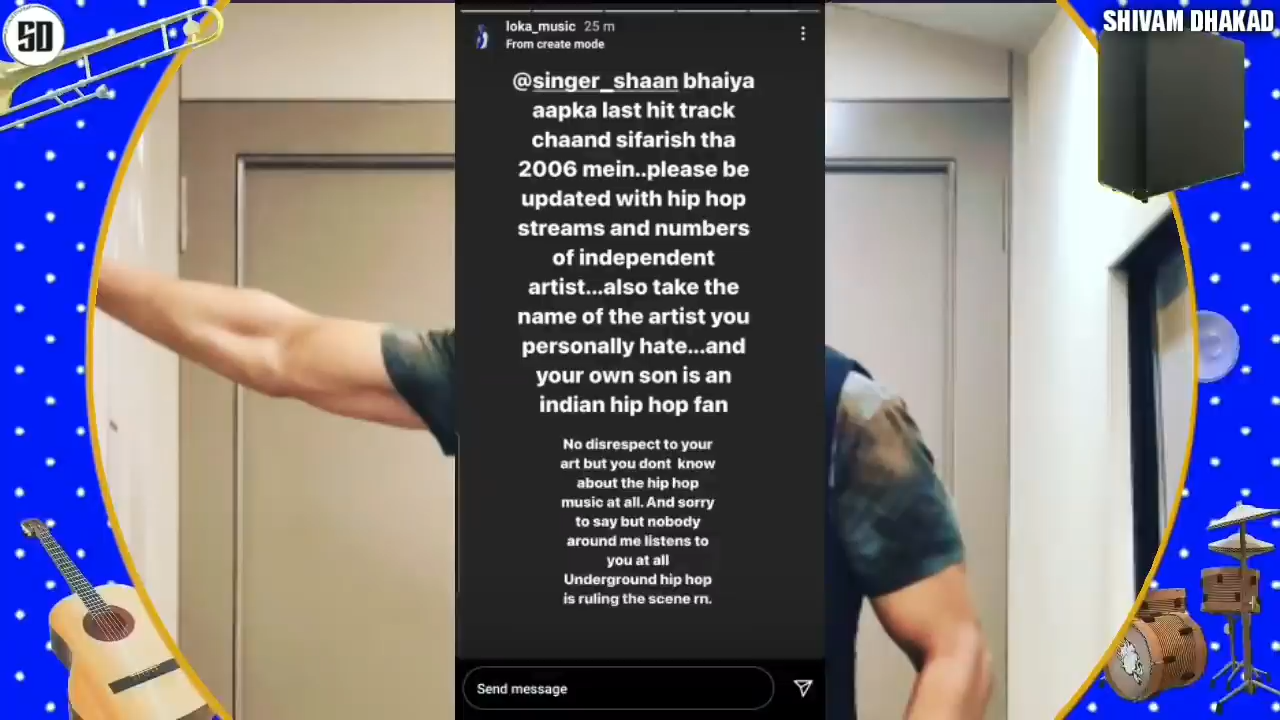 SD
SHIVAM DHAKAD
loka_music 25 m
From create mode
@singer_shaan bhaiya
aapka last hit track
chaand sifarish tha
2006 mein..please be
updated with hip hop
streams and numbers
of independent
artist...also take the
name of the artist you
personally hate...and
your own son is an
indian hip hop fan
No disrespect to your
art but you dont know
about the hip hop
music at all. And sorry
to say but nobody
around me listens to
you at all
Underground hip hop
is ruling the scene rn.
Send message